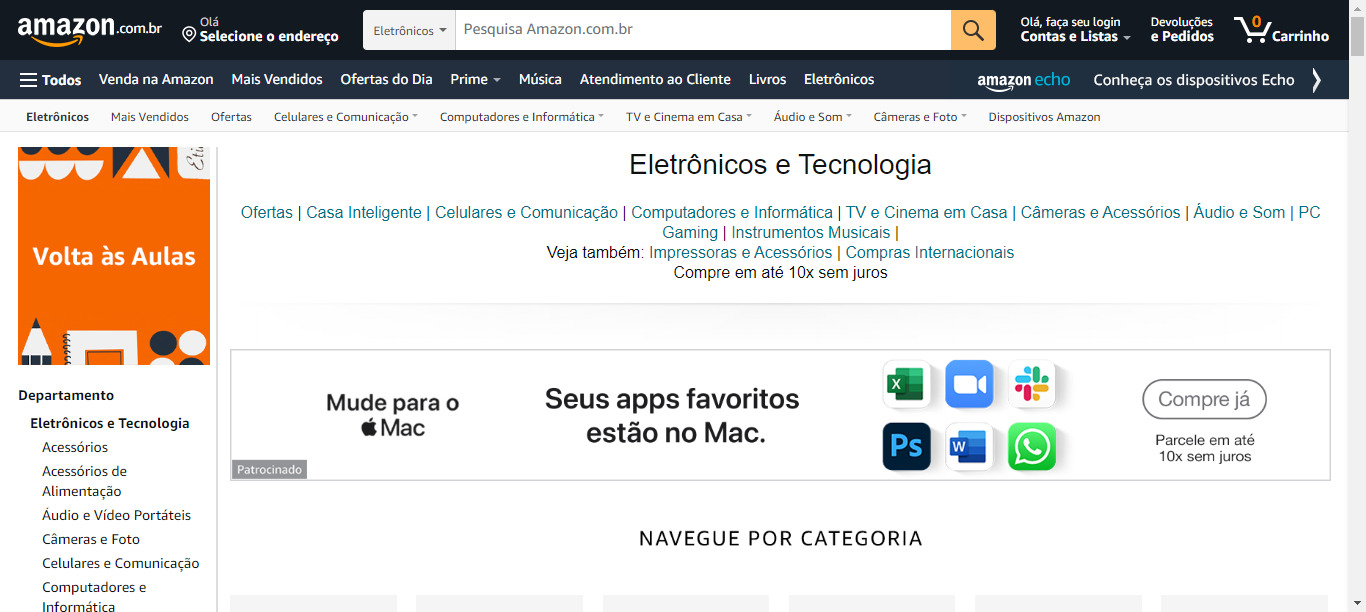 amazon.com.br
Olá
Selecione o endereço
Eletrônicos
Pesquisa Amazon.com.br
Olá, faça seu login
Contas e Listas
Devoluções
e Pedidos
0
Carrinho
Todos
Venda na Amazon
Mais Vendidos
Ofertas do Dia
Prime
Música
Atendimento ao Cliente
Livros
Eletrônicos
amazon echo
Conheça os dispositivos Echo
Eletrônicos
Mais Vendidos
Ofertas
Celulares e Comunicação
Computadores e Informática
TV e Cinema em Casa
Áudio e Som
Câmeras e Foto
Dispositivos Amazon
Volta às Aulas
Departamento
Eletrônicos e Tecnologia
Acessórios
Acessórios de
Alimentação
Áudio e Vídeo Portáteis
Câmeras e Foto
Celulares e Comunicação
Computadores e
Informática
Eletrônicos e Tecnologia
Ofertas | Casa Inteligente | Celulares e Comunicação | Computadores e Informática | TV e Cinema em Casa | Câmeras e Acessórios | Áudio e Som | PC
Gaming | Instrumentos Musicais |
Veja também: Impressoras e Acessórios | Compras Internacionais
Compre em até 10x sem juros
Mude para o
Mac
Patrocinado
Seus apps favoritos
estão no Mac.
X
Ps
W
Compre já
Parcele em até
10x sem juros
NAVEGUE POR CATEGORIA